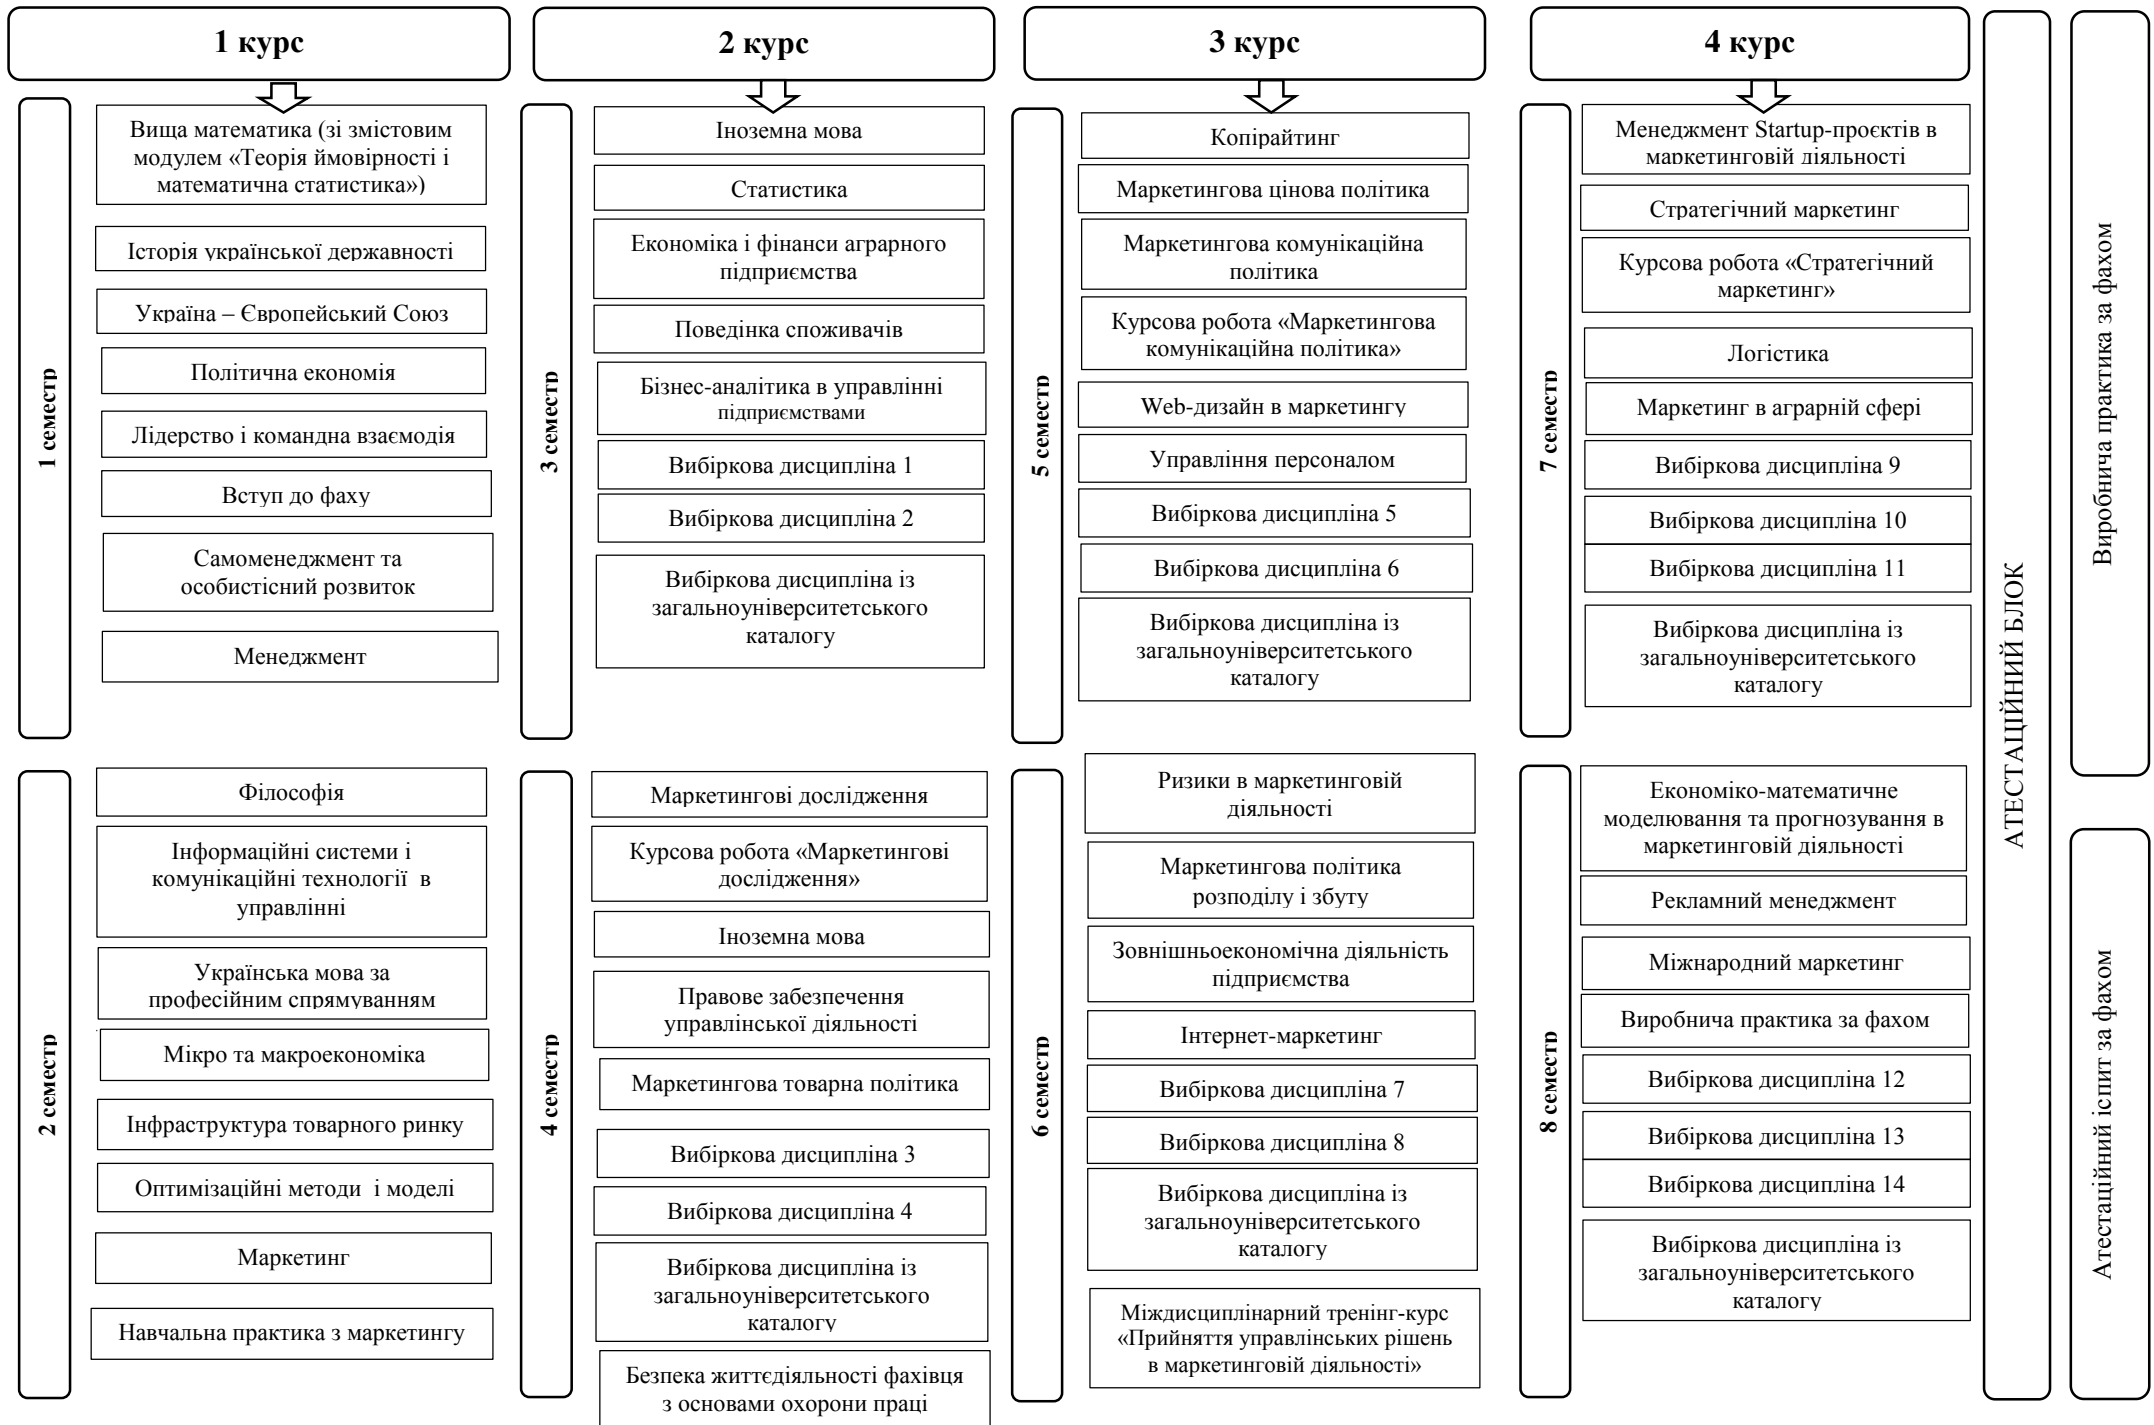 1 курс
2 курс
3 курс
4 курс
1 семестр
Вища математика (зі змістовим
модулем «Теорія ймовірності і
математична статистика»)
Історія української державності
Україна – Європейський Союз
Політична економія
Лідерство і командна взаємодія
Вступ до фаху
Самоменеджмент та
особистісний розвиток
Менеджмент
2 семестр
Філософія
Інформаційні системи і
комунікаційні технології в
управлінні
Українська мова за
професійним спрямуванням
Мікро та макроекономіка
Інфраструктура товарного ринку
Оптимізаційні методи і моделі
Маркетинг
Навчальна практика з маркетингу
3 семестр
Іноземна мова
Статистика
Економіка і фінанси аграрного
підприємства
Поведінка споживачів
Бізнес-аналітика в управлінні
підприємствами
Вибіркова дисципліна 1
Вибіркова дисципліна 2
Вибіркова дисципліна із
загальноуніверситетського
каталогу
4 семестр
Маркетингові дослідження
Курсова робота «Маркетингові
дослідження»
Іноземна мова
Правове забезпечення
управлінської діяльності
Маркетингова товарна політика
Вибіркова дисципліна 3
Вибіркова дисципліна 4
Вибіркова дисципліна із
загальноуніверситетського
каталогу
Безпека життєдіяльності фахівця
з основами охорони праці
5 семестр
Копірайтинг
Маркетингова цінова політика
Маркетингова комунікаційна
політика
Курсова робота «Маркетингова
комунікаційна політика»
Web-дизайн в маркетингу
Управління персоналом
Вибіркова дисципліна 5
Вибіркова дисципліна 6
Вибіркова дисципліна із
загальноуніверситетського
каталогу
6 семестр
Ризики в маркетинговій
діяльності
Маркетингова політика
розподілу і збуту
Зовнішньоекономічна діяльність
підприємства
Інтернет-маркетинг
Вибіркова дисципліна 7
Вибіркова дисципліна 8
Вибіркова дисципліна із
загальноуніверситетського
каталогу
Міждисциплінарний тренінг-курс
«Прийняття управлінських рішень
в маркетинговій діяльності»
7 семестр
Менеджмент Startup-проєктів в
маркетинговій діяльності
Стратегічний маркетинг
Курсова робота «Стратегічний
маркетинг»
Логістика
Маркетинг в аграрній сфері
Вибіркова дисципліна 9
Вибіркова дисципліна 10
Вибіркова дисципліна 11
Вибіркова дисципліна із
загальноуніверситетського
каталогу
8 семестр
Економіко-математичне
моделювання та прогнозування в
маркетинговій діяльності
Рекламний менеджмент
Міжнародний маркетинг
Виробнича практика за фахом
Вибіркова дисципліна 12
Вибіркова дисципліна 13
Вибіркова дисципліна 14
Вибіркова дисципліна із
загальноуніверситетського
каталогу
АТЕСТАЦІЙНИЙ БЛОК
Виробнича практика за фахом
Атестаційний іспит за фахом